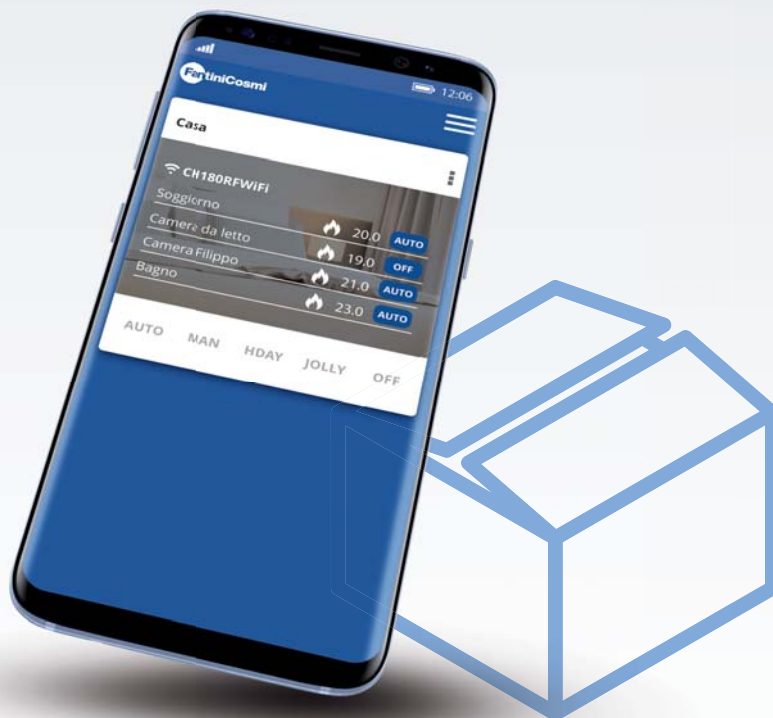 12:06
FantiniCosmi
Casa
CH180RFWiFi
Soggiorno 20.0 AUTO
Camera da letto 19.0 OFF
Camera Filippo 21.0 AUTO
Bagno 23.0 AUTO
AUTO MAN HDAY JOLLY OFF